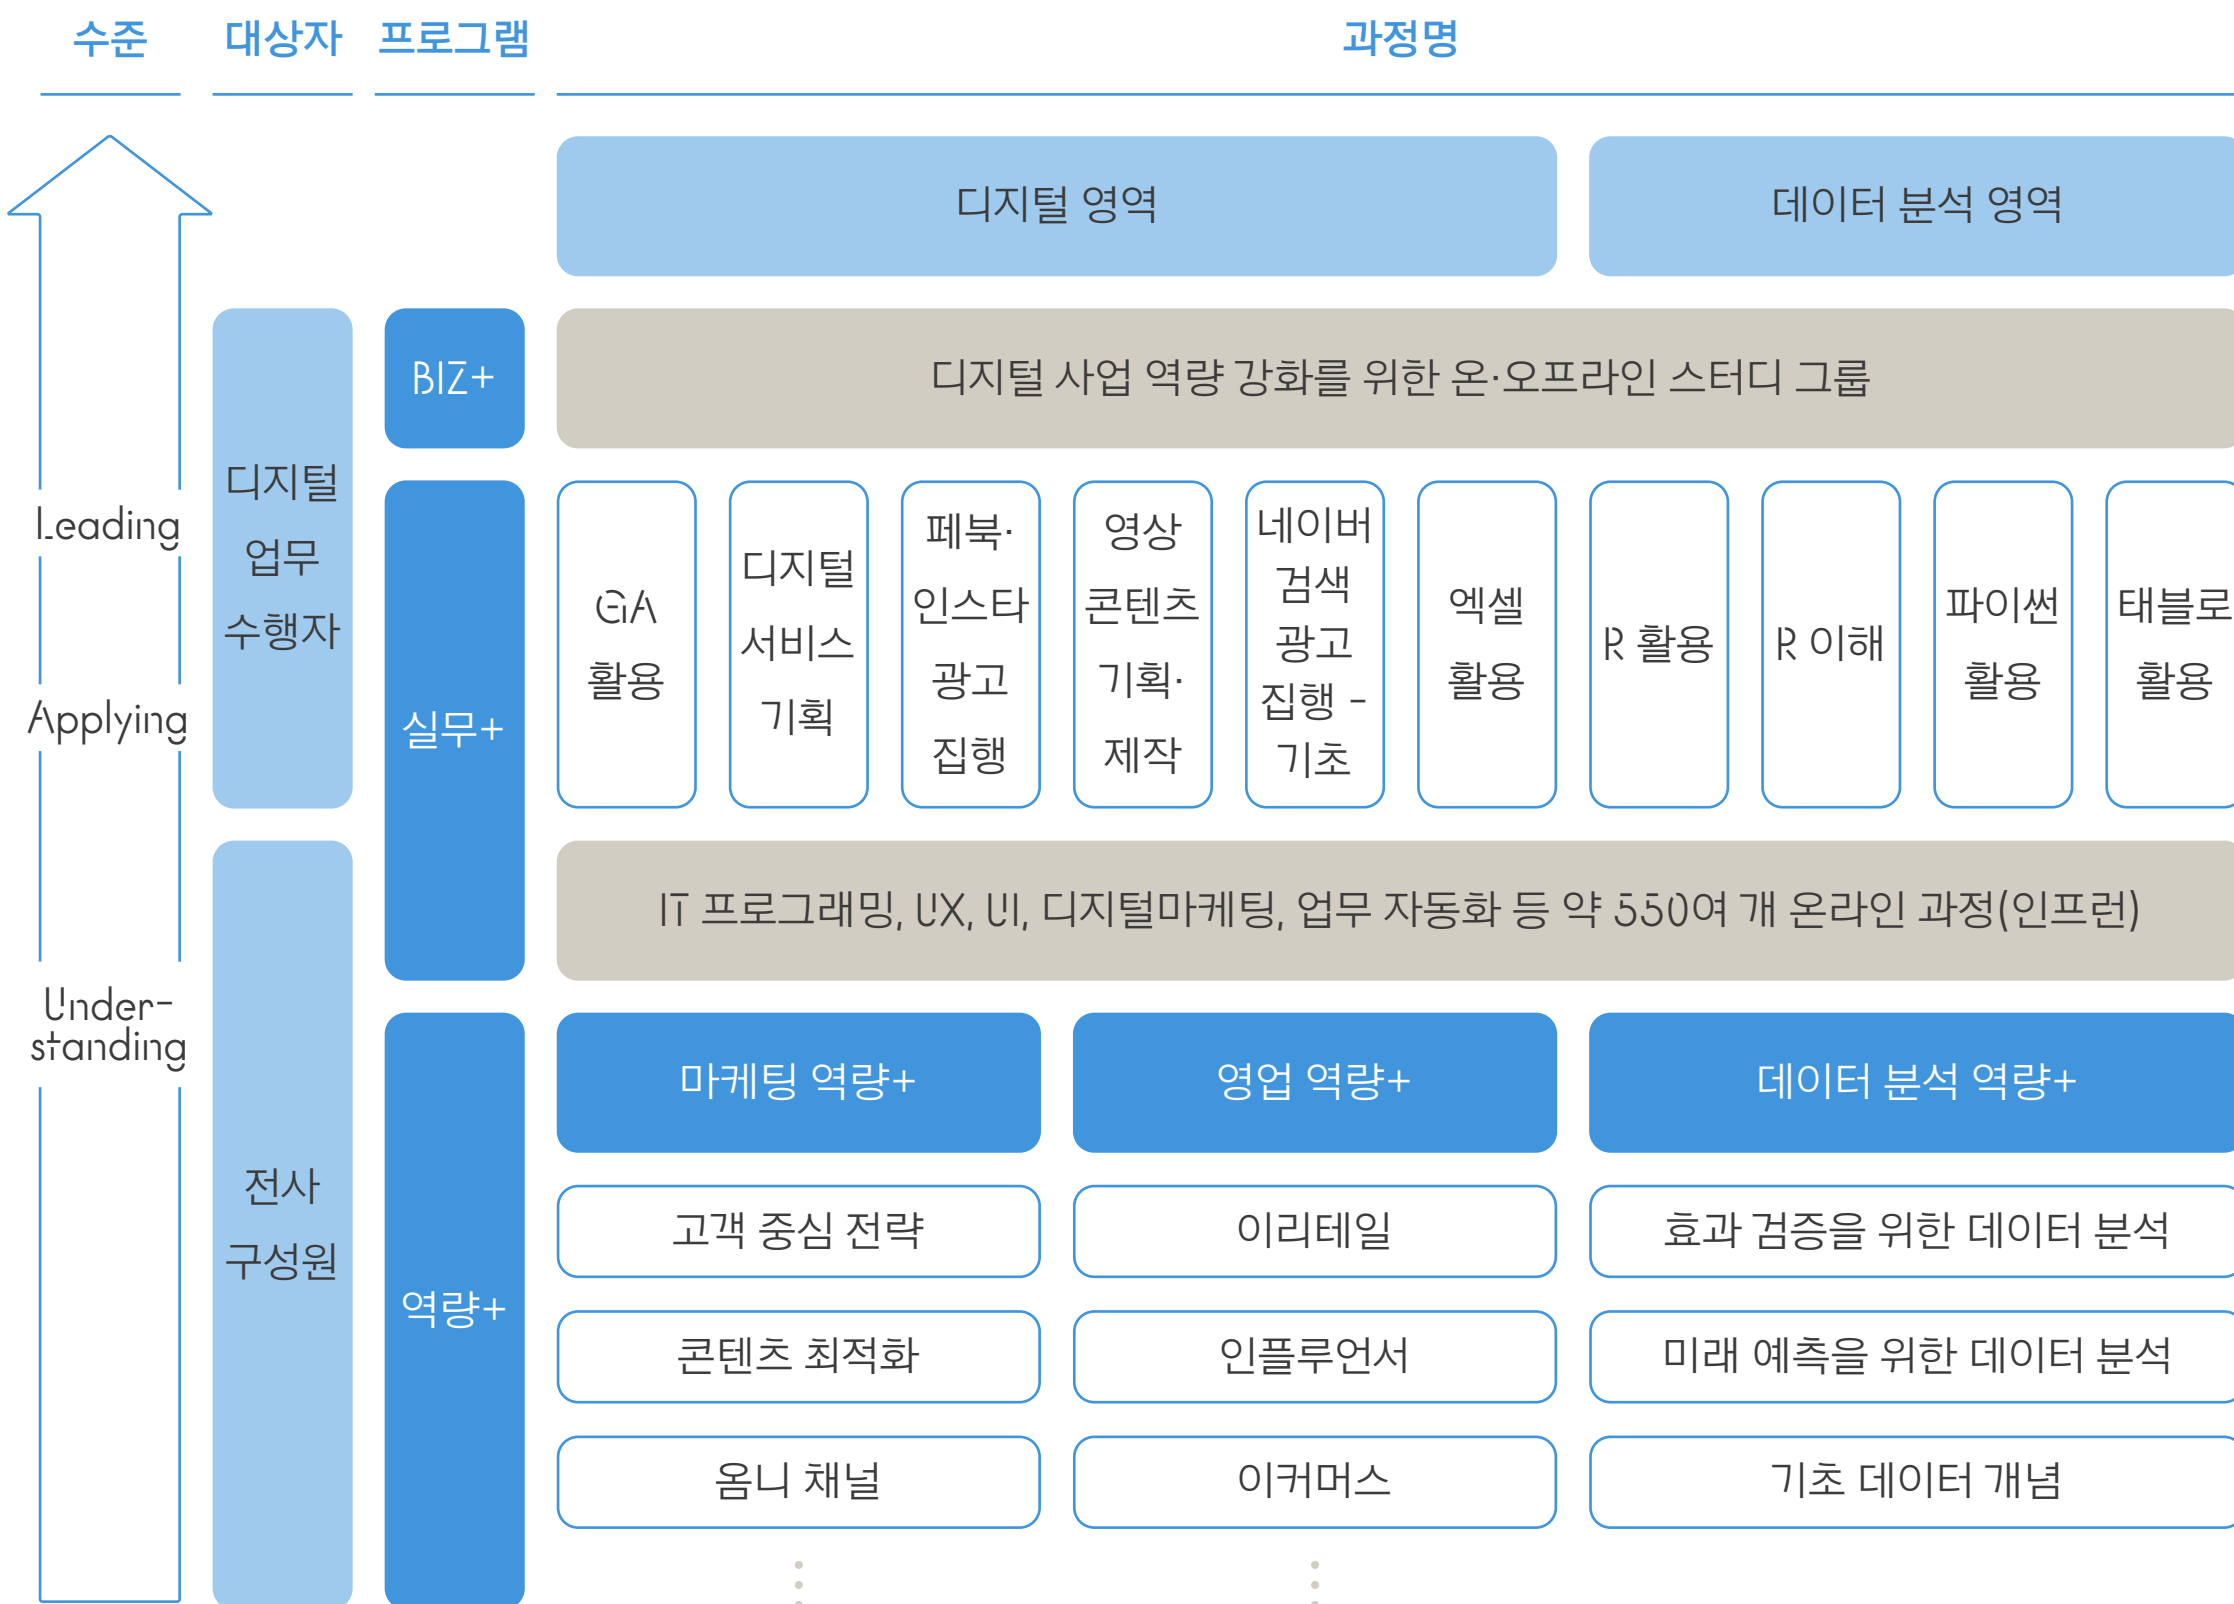 수준
대상자
프로그램
과정명
디지털 영역
데이터 분석 영역
Leading
Applying
Under-
standing
디지털
업무
수행자
전사
구성원
BIZ+
실무+
역량+
디지털 사업 역량 강화를 위한 온·오프라인 스터디 그룹
GA
활용
디지털
서비스
기획
페북·
인스타
광고
집행
영상
콘텐츠
기획·
제작
네이버
검색
광고
집행 -
기초
엑셀
활용
R 활용
R 이해
파이썬
활용
태블로
활용
IT 프로그래밍, UX, UI, 디지털마케팅, 업무 자동화 등 약 550여 개 온라인 과정(인프런)
마케팅 역량+
영업 역량+
데이터 분석 역량+
고객 중심 전략
이리테일
효과 검증을 위한 데이터 분석
콘텐츠 최적화
인플루언서
미래 예측을 위한 데이터 분석
옴니 채널
이커머스
기초 데이터 개념